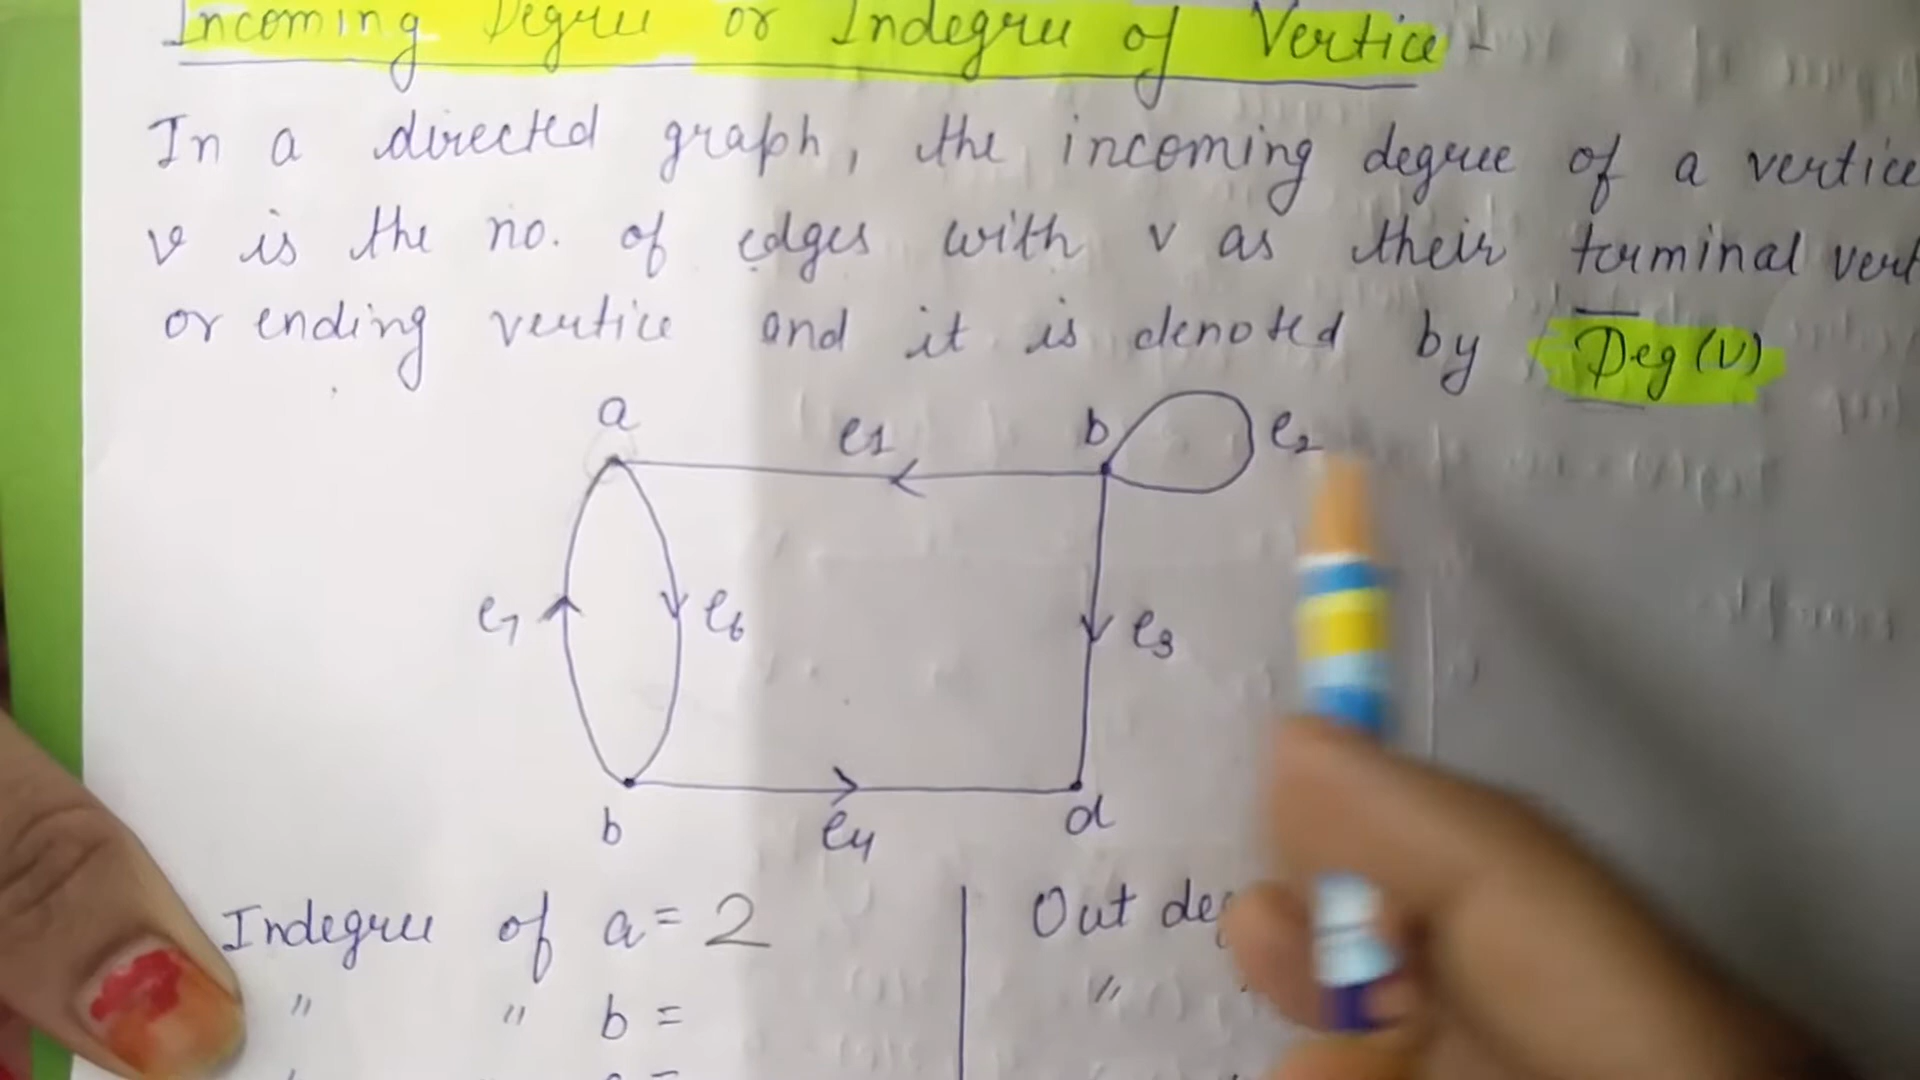 Incoming Degree or Indegree of Vertice -
In a directed graph, the incoming degree of a vertice
v is the no. of edges with v as their terminal vert
or ending vertice and it is denoted by Deg (V)
a
e1
b
e2
e7
e6
e3
b
e4
d
Indegree of a = 2
Out deg
" " b =
"